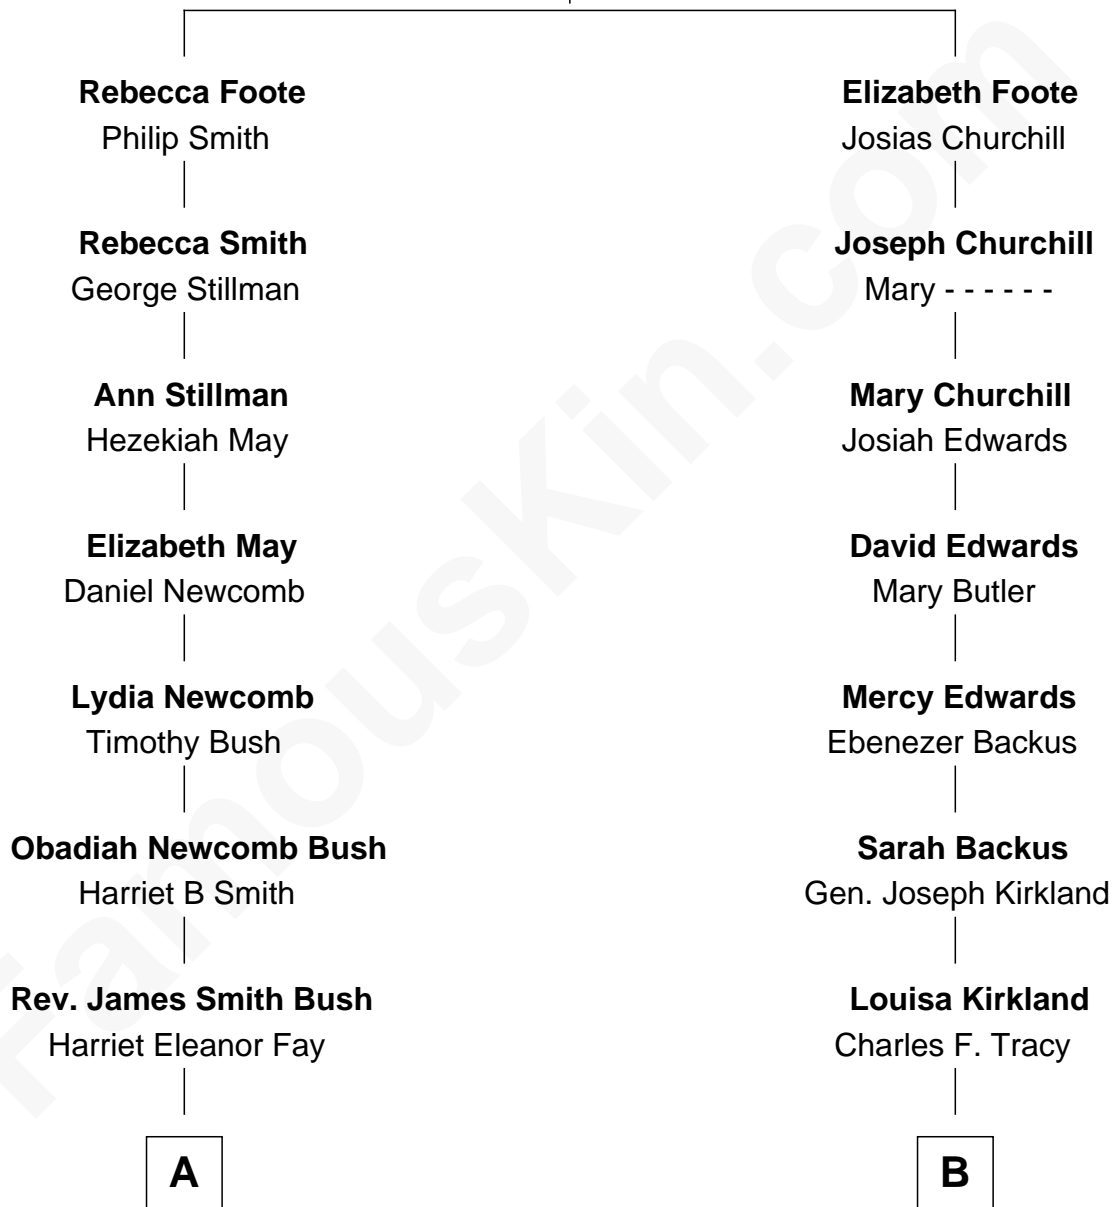 Rebecca Foote
Philip Smith
Rebecca Smith
George Stillman
Ann Stillman
Hezekiah May
Elizabeth May
Daniel Newcomb
Lydia Newcomb
Timothy Bush
Obadiah Newcomb Bush
Harriet B Smith
Rev. James Smith Bush
Harriet Eleanor Fay
A
Elizabeth Foote
Josias Churchill
Joseph Churchill
Mary - - - - - -
Mary Churchill
Josiah Edwards
David Edwards
Mary Butler
Mercy Edwards
Ebenezer Backus
Sarah Backus
Gen. Joseph Kirkland
Louisa Kirkland
Charles F. Tracy
B
FamousKin.com